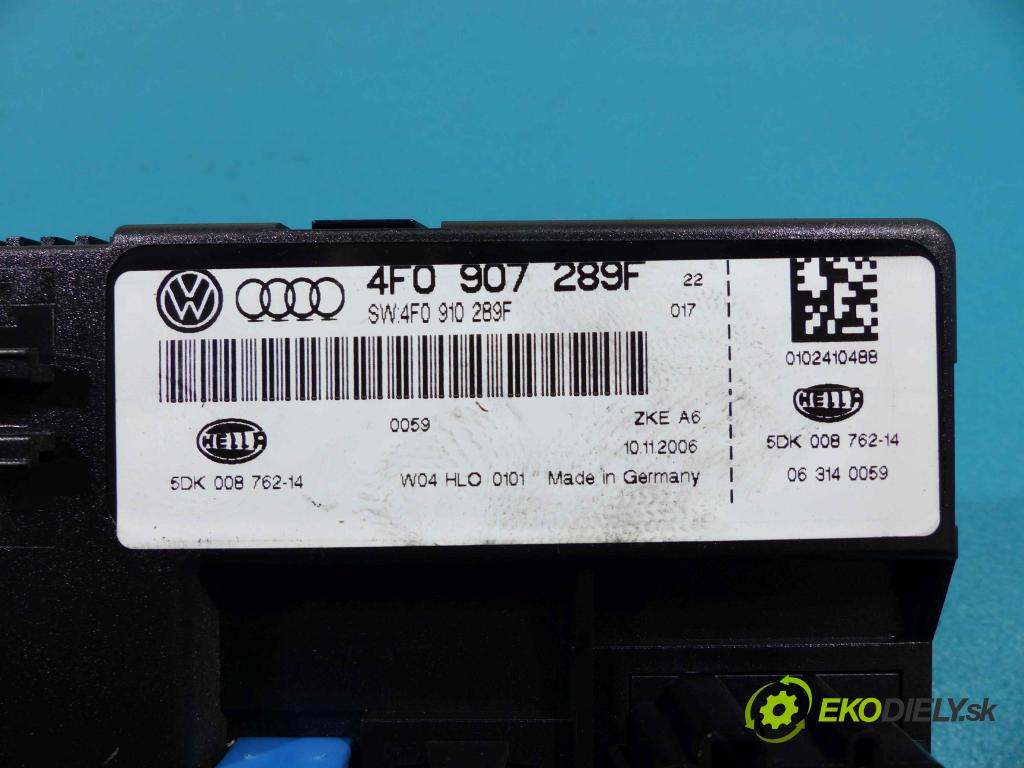 4F0 907 289F
SW:4F0 910 289F
22
017
0102410488
0059
ZKE A6
10.11.2006
HELLA
5DK 008 762-14
W04 HLO 0101 Made in Germany
HELLA
5DK 008 762-14
06 314 0059
EKODIELY.sk